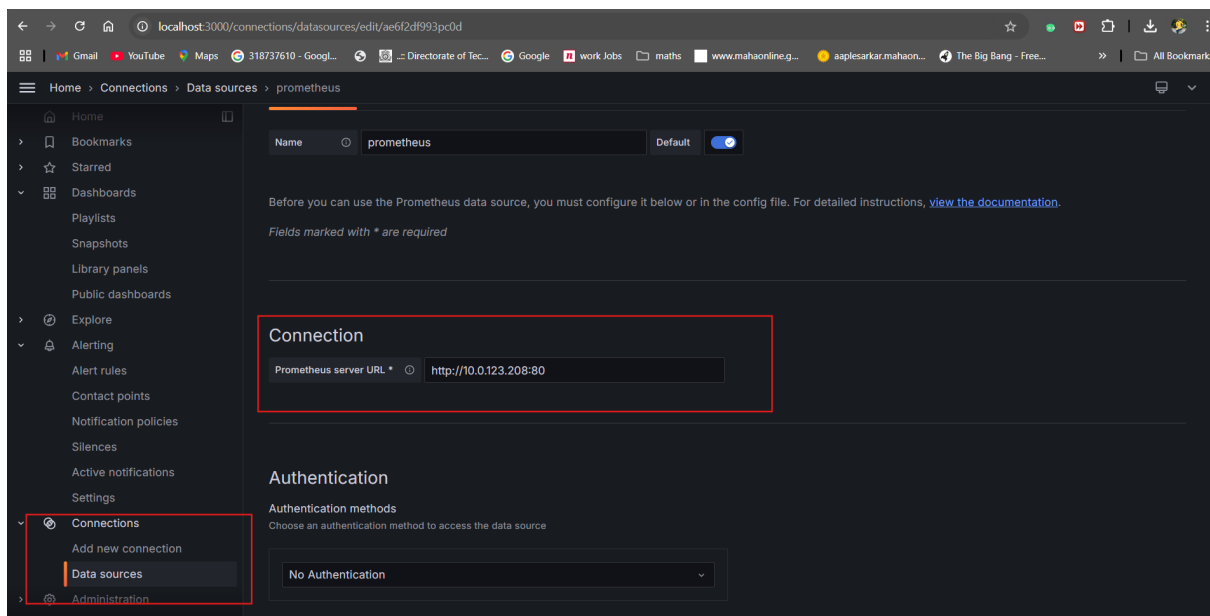 localhost:3000/connections/datasources/edit/ae6f2df993pc0d
Gmail YouTube Maps 318737610 - Googl... ..:: Directorate of Tec... Google work Jobs maths www.mahaonline.g... aaplesarkar.mahaon... The Big Bang - Free... » All Bookmark
Home › Connections › Data sources › prometheus
Home
Bookmarks
Starred
Dashboards
Playlists
Snapshots
Library panels
Public dashboards
Explore
Alerting
Alert rules
Contact points
Notification policies
Silences
Active notifications
Settings
Connections
Add new connection
Data sources
Administration
Name prometheus Default
Before you can use the Prometheus data source, you must configure it below or in the config file. For detailed instructions, view the documentation.
Fields marked with * are required
Connection
Prometheus server URL * http://10.0.123.208:80
Authentication
Authentication methods
Choose an authentication method to access the data source
No Authentication